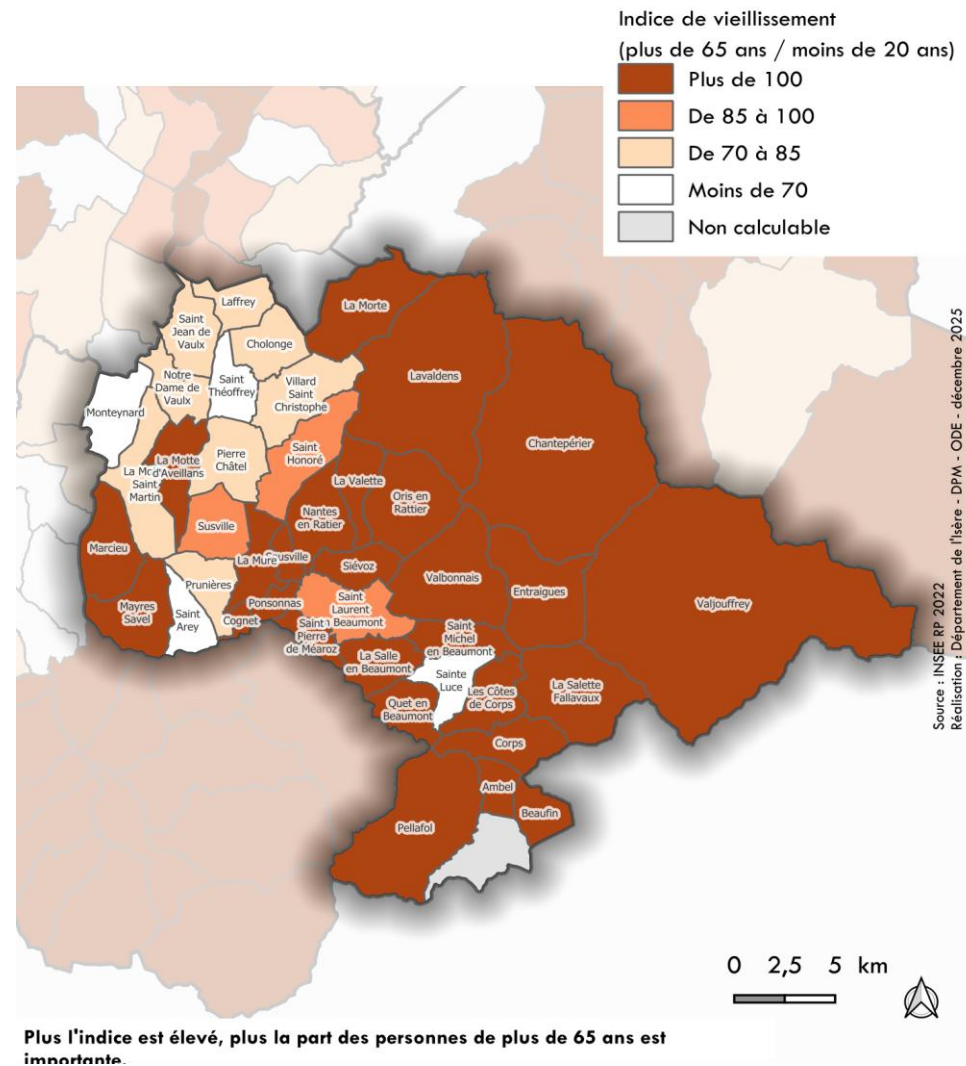 Indice de vieillissement
(plus de 65 ans / moins de 20 ans)
Plus de 100
De 85 à 100
De 70 à 85
Moins de 70
Non calculable
La Morte
Laffrey
Saint
Jean de
Vaulx
Cholonge
Lavaldens
Notre
Dame de
Vaulx
Saint
Théoffrey
Villard
Saint
Christophe
Monteynard
Chantepérier
Saint
Honoré
La Motte
d'Aveillans
Pierre
Châtel
La Mo
Saint
Martin
La Valette
Oris en
Rattier
Nantes
en Ratier
Susville
Marcieu
La Mure
Sousville
Siévoz
Valbonnais
Prunières
Entraigues
Valjouffrey
Mayres
Savel
Saint
Arey
Ponsonnas
Cognet
Saint
Laurent
n Beaumont
Saint
Pierre
de Méaroz
Saint
Michel
en Beaumont
La Salle
en Beaumont
Sainte
Luce
La Salette
Fallavaux
Les Côtes
de Corps
Quet en
Beaumont
Corps
Ambel
Beaufin
Pellafol
Source : INSEE RP 2022
Réalisation : Département de l'Isère - DPM - ODE - décembre 2025
0 2,5 5 km
Plus l'indice est élevé, plus la part des personnes de plus de 65 ans est
importante.